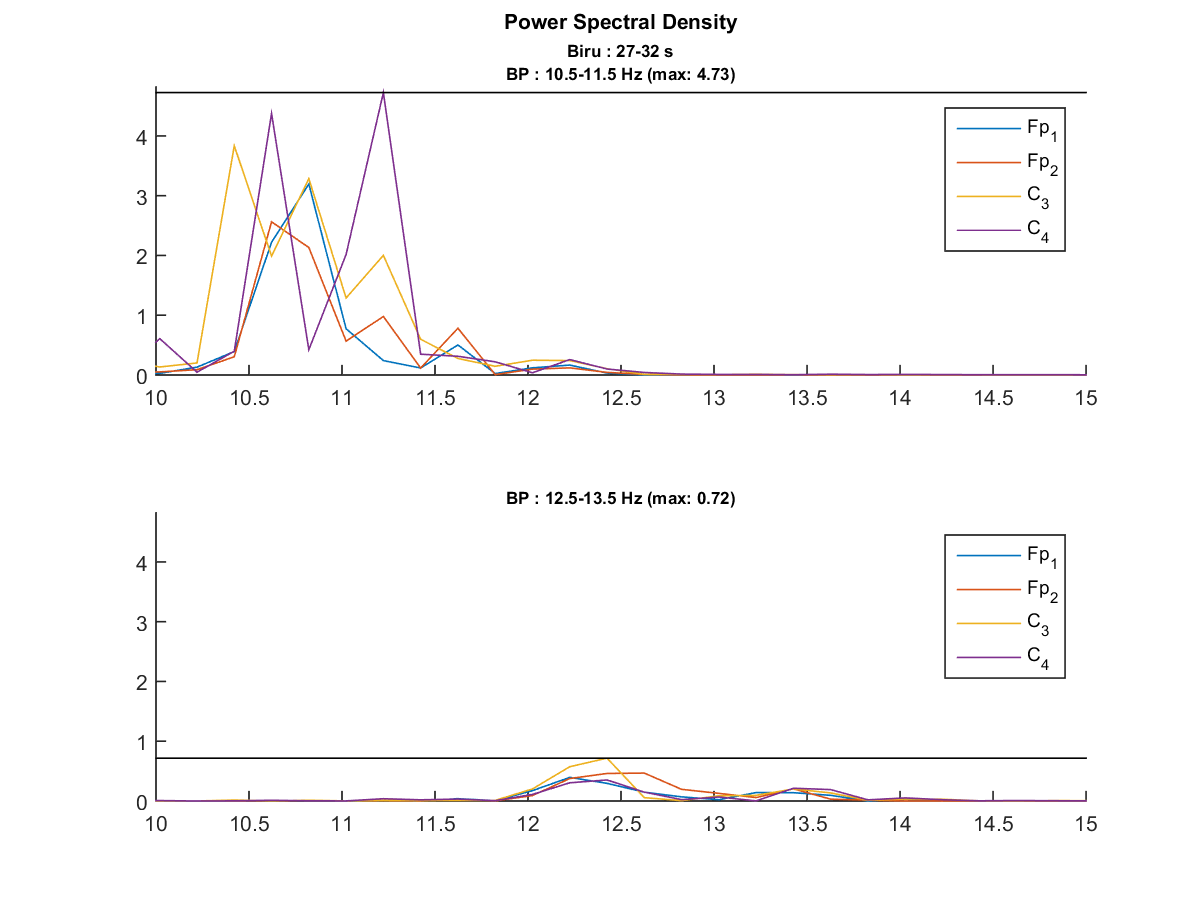 Power Spectral Density
Biru : 27-32 s
BP : 10.5-11.5 Hz (max: 4.73)
4
3
2
1
0
10 10.5 11 11.5 12 12.5 13 13.5 14 14.5 15
Fp1
Fp2
C3
C4
BP : 12.5-13.5 Hz (max: 0.72)
4
3
2
1
0
10 10.5 11 11.5 12 12.5 13 13.5 14 14.5 15
Fp1
Fp2
C3
C4